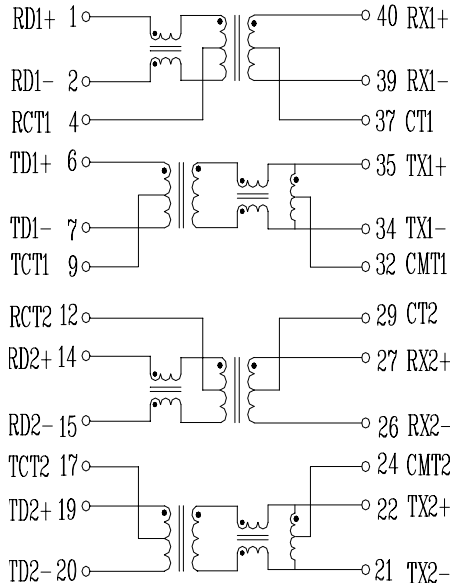 RD1+ 1 40 RX1+
RD1- 2 39 RX1-
RCT1 4 37 CT1
TD1+ 6 35 TX1+
TD1- 7 34 TX1-
TCT1 9 32 CMT1
RCT2 12 29 CT2
RD2+ 14 27 RX2+
RD2- 15 26 RX2-
TCT2 17 24 CMT2
TD2+ 19 22 TX2+
TD2- 20 21 TX2-